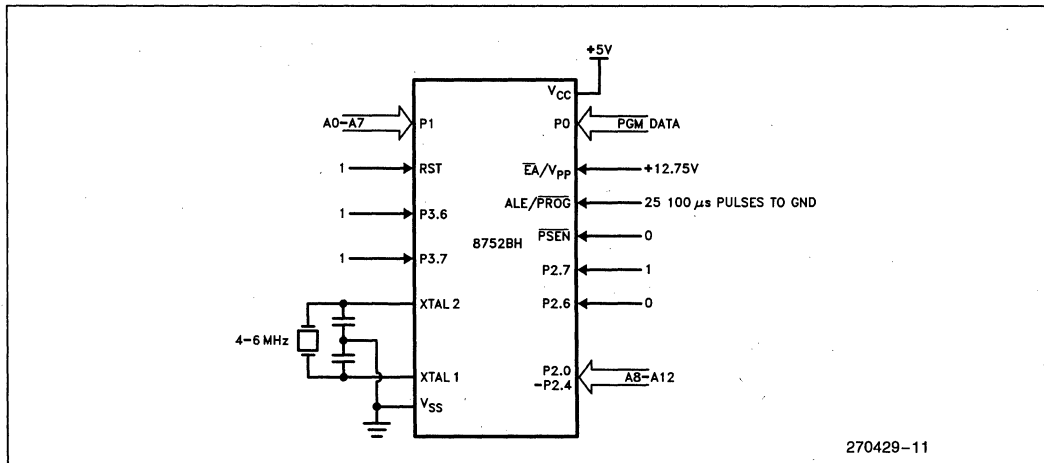 +5V
VCC
A0-A7
P1
P0
PGM DATA
1
RST
EA/VPP
+12.75V
ALE/PROG
25 100 μs PULSES TO GND
1
P3.6
PSEN
0
8752BH
1
P3.7
P2.7
1
P2.6
0
XTAL 2
4-6 MHz
XTAL 1
P2.0
-P2.4
A8-A12
VSS
270429-11